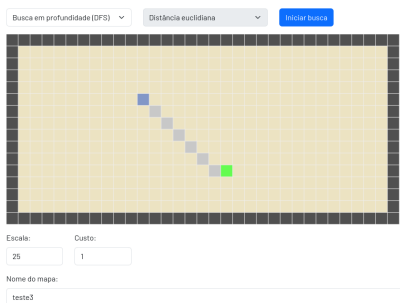 Busca em profundidade (DFS) Distância euclidiana Iniciar busca
Escala: Custo:
25 1
Nome do mapa:
teste3